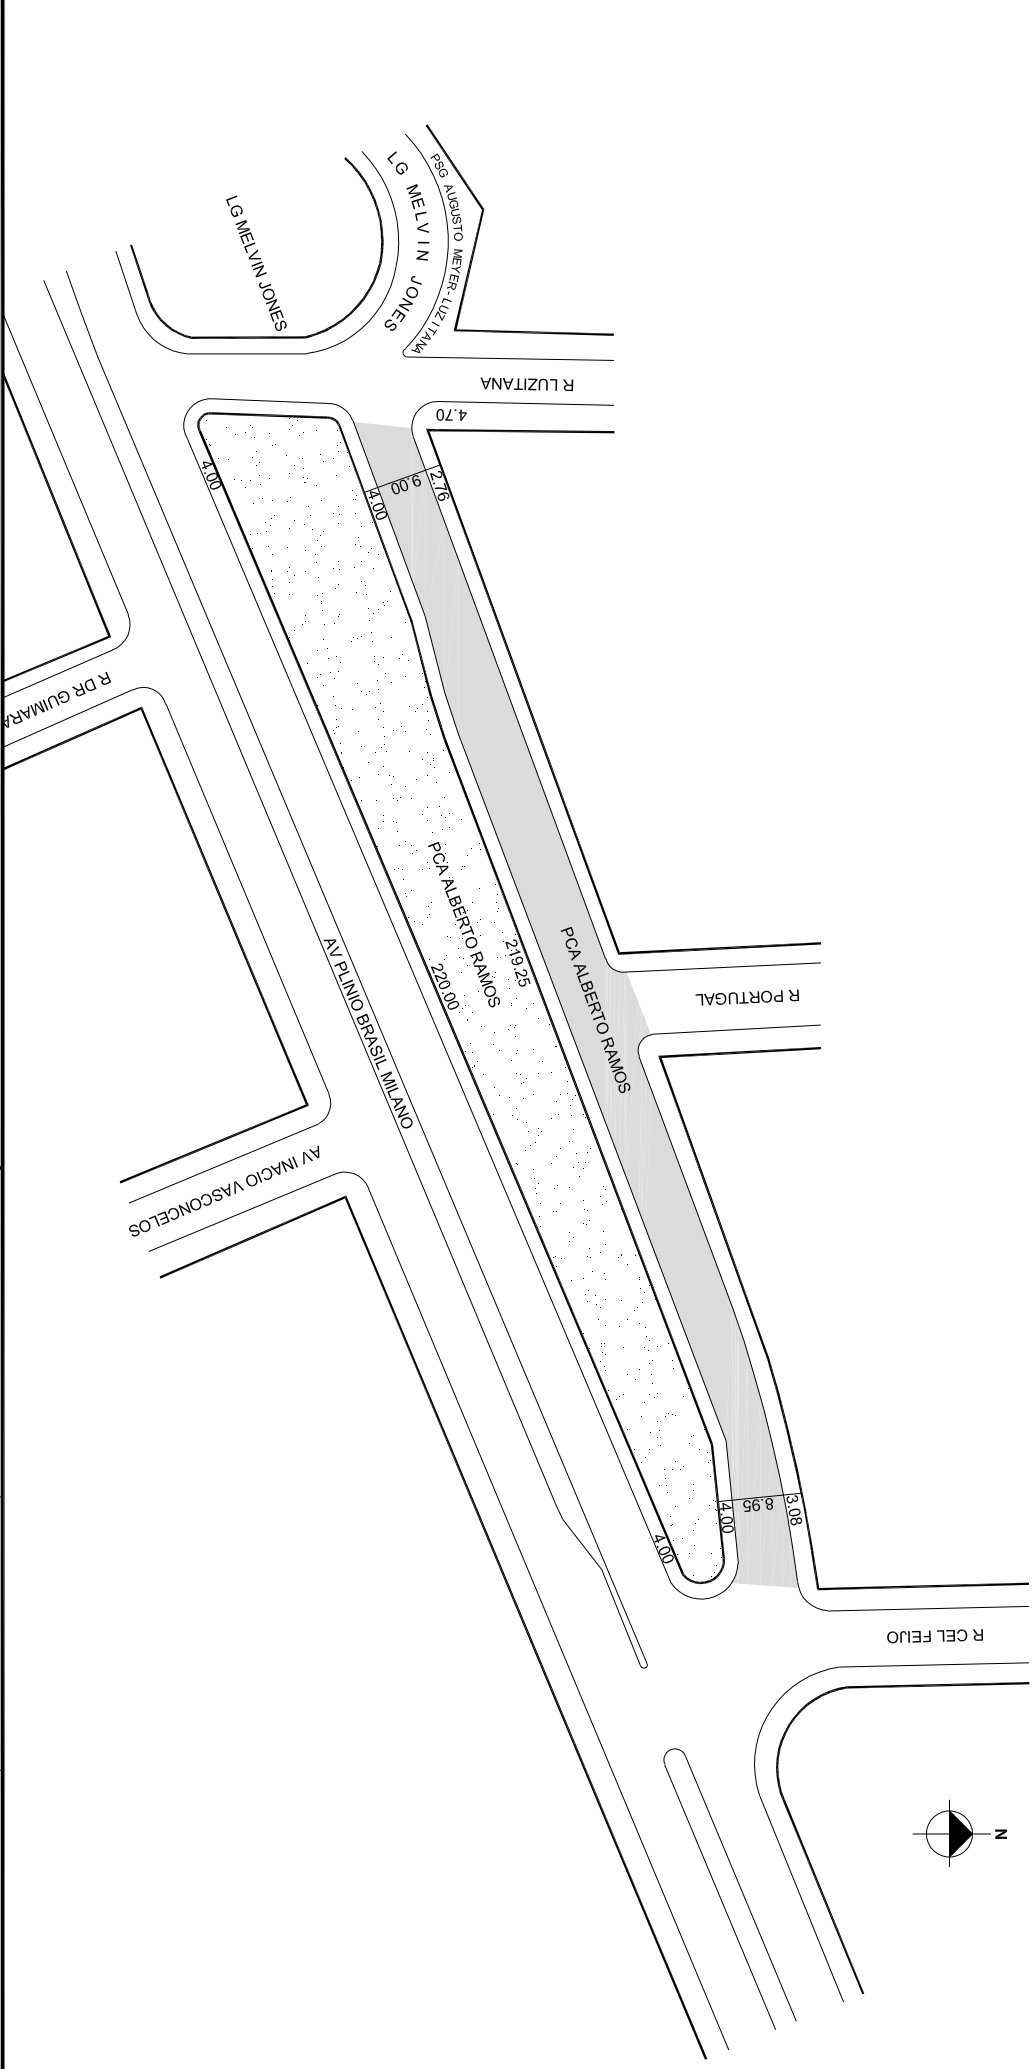 LG MELVIN JONES
LG MELVIN JONES
PSG AUGUSTO MEYER-LUZITANA
R LUZITANA
4.70
4.00
4.00
9.00
2.76
R DR GUIMARA
PCA ALBERTO RAMOS
219.25
220.00
PCA ALBERTO RAMOS
R PORTUGAL
AV PLINIO BRASIL MILANO
AV INACIO VASCONCELOS
4.00
4.00
8.95
3.08
R CEL FEIJO
N